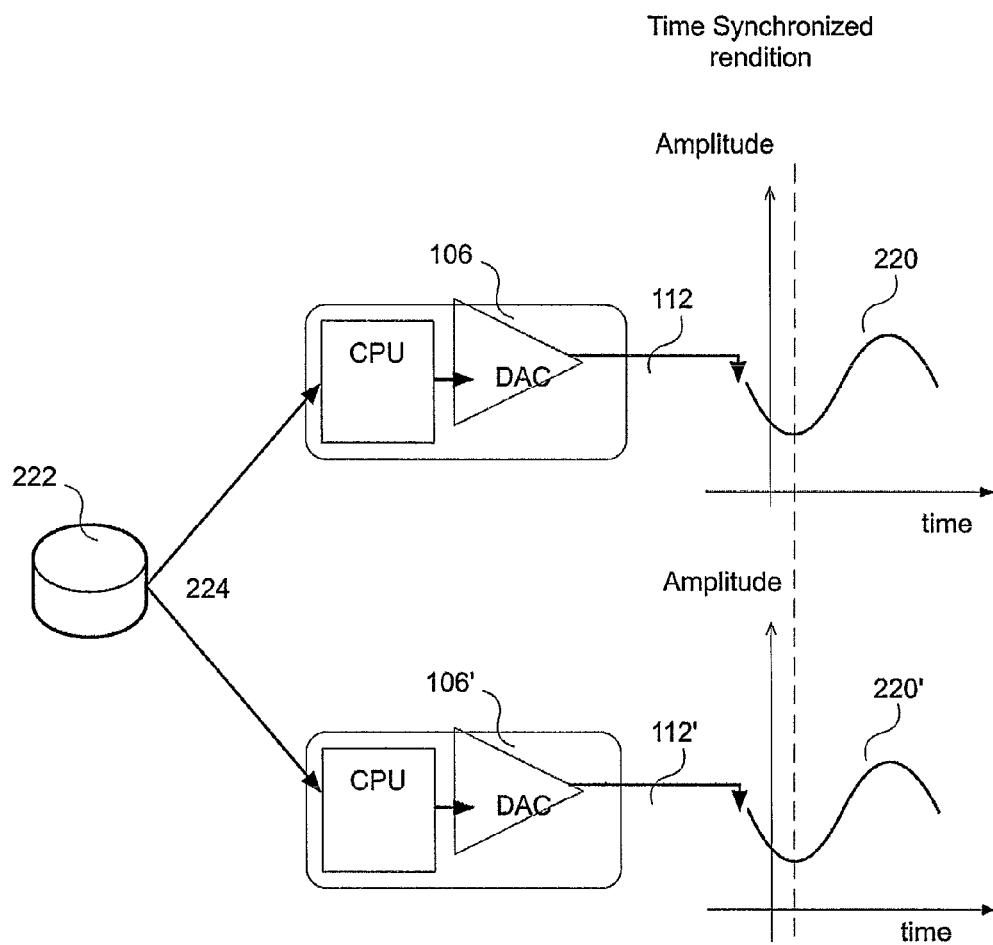 Time Synchronized
rendition
Amplitude
106
112
220
CPU
DAC
222
time
224
Amplitude
106'
112'
220'
CPU
DAC
time